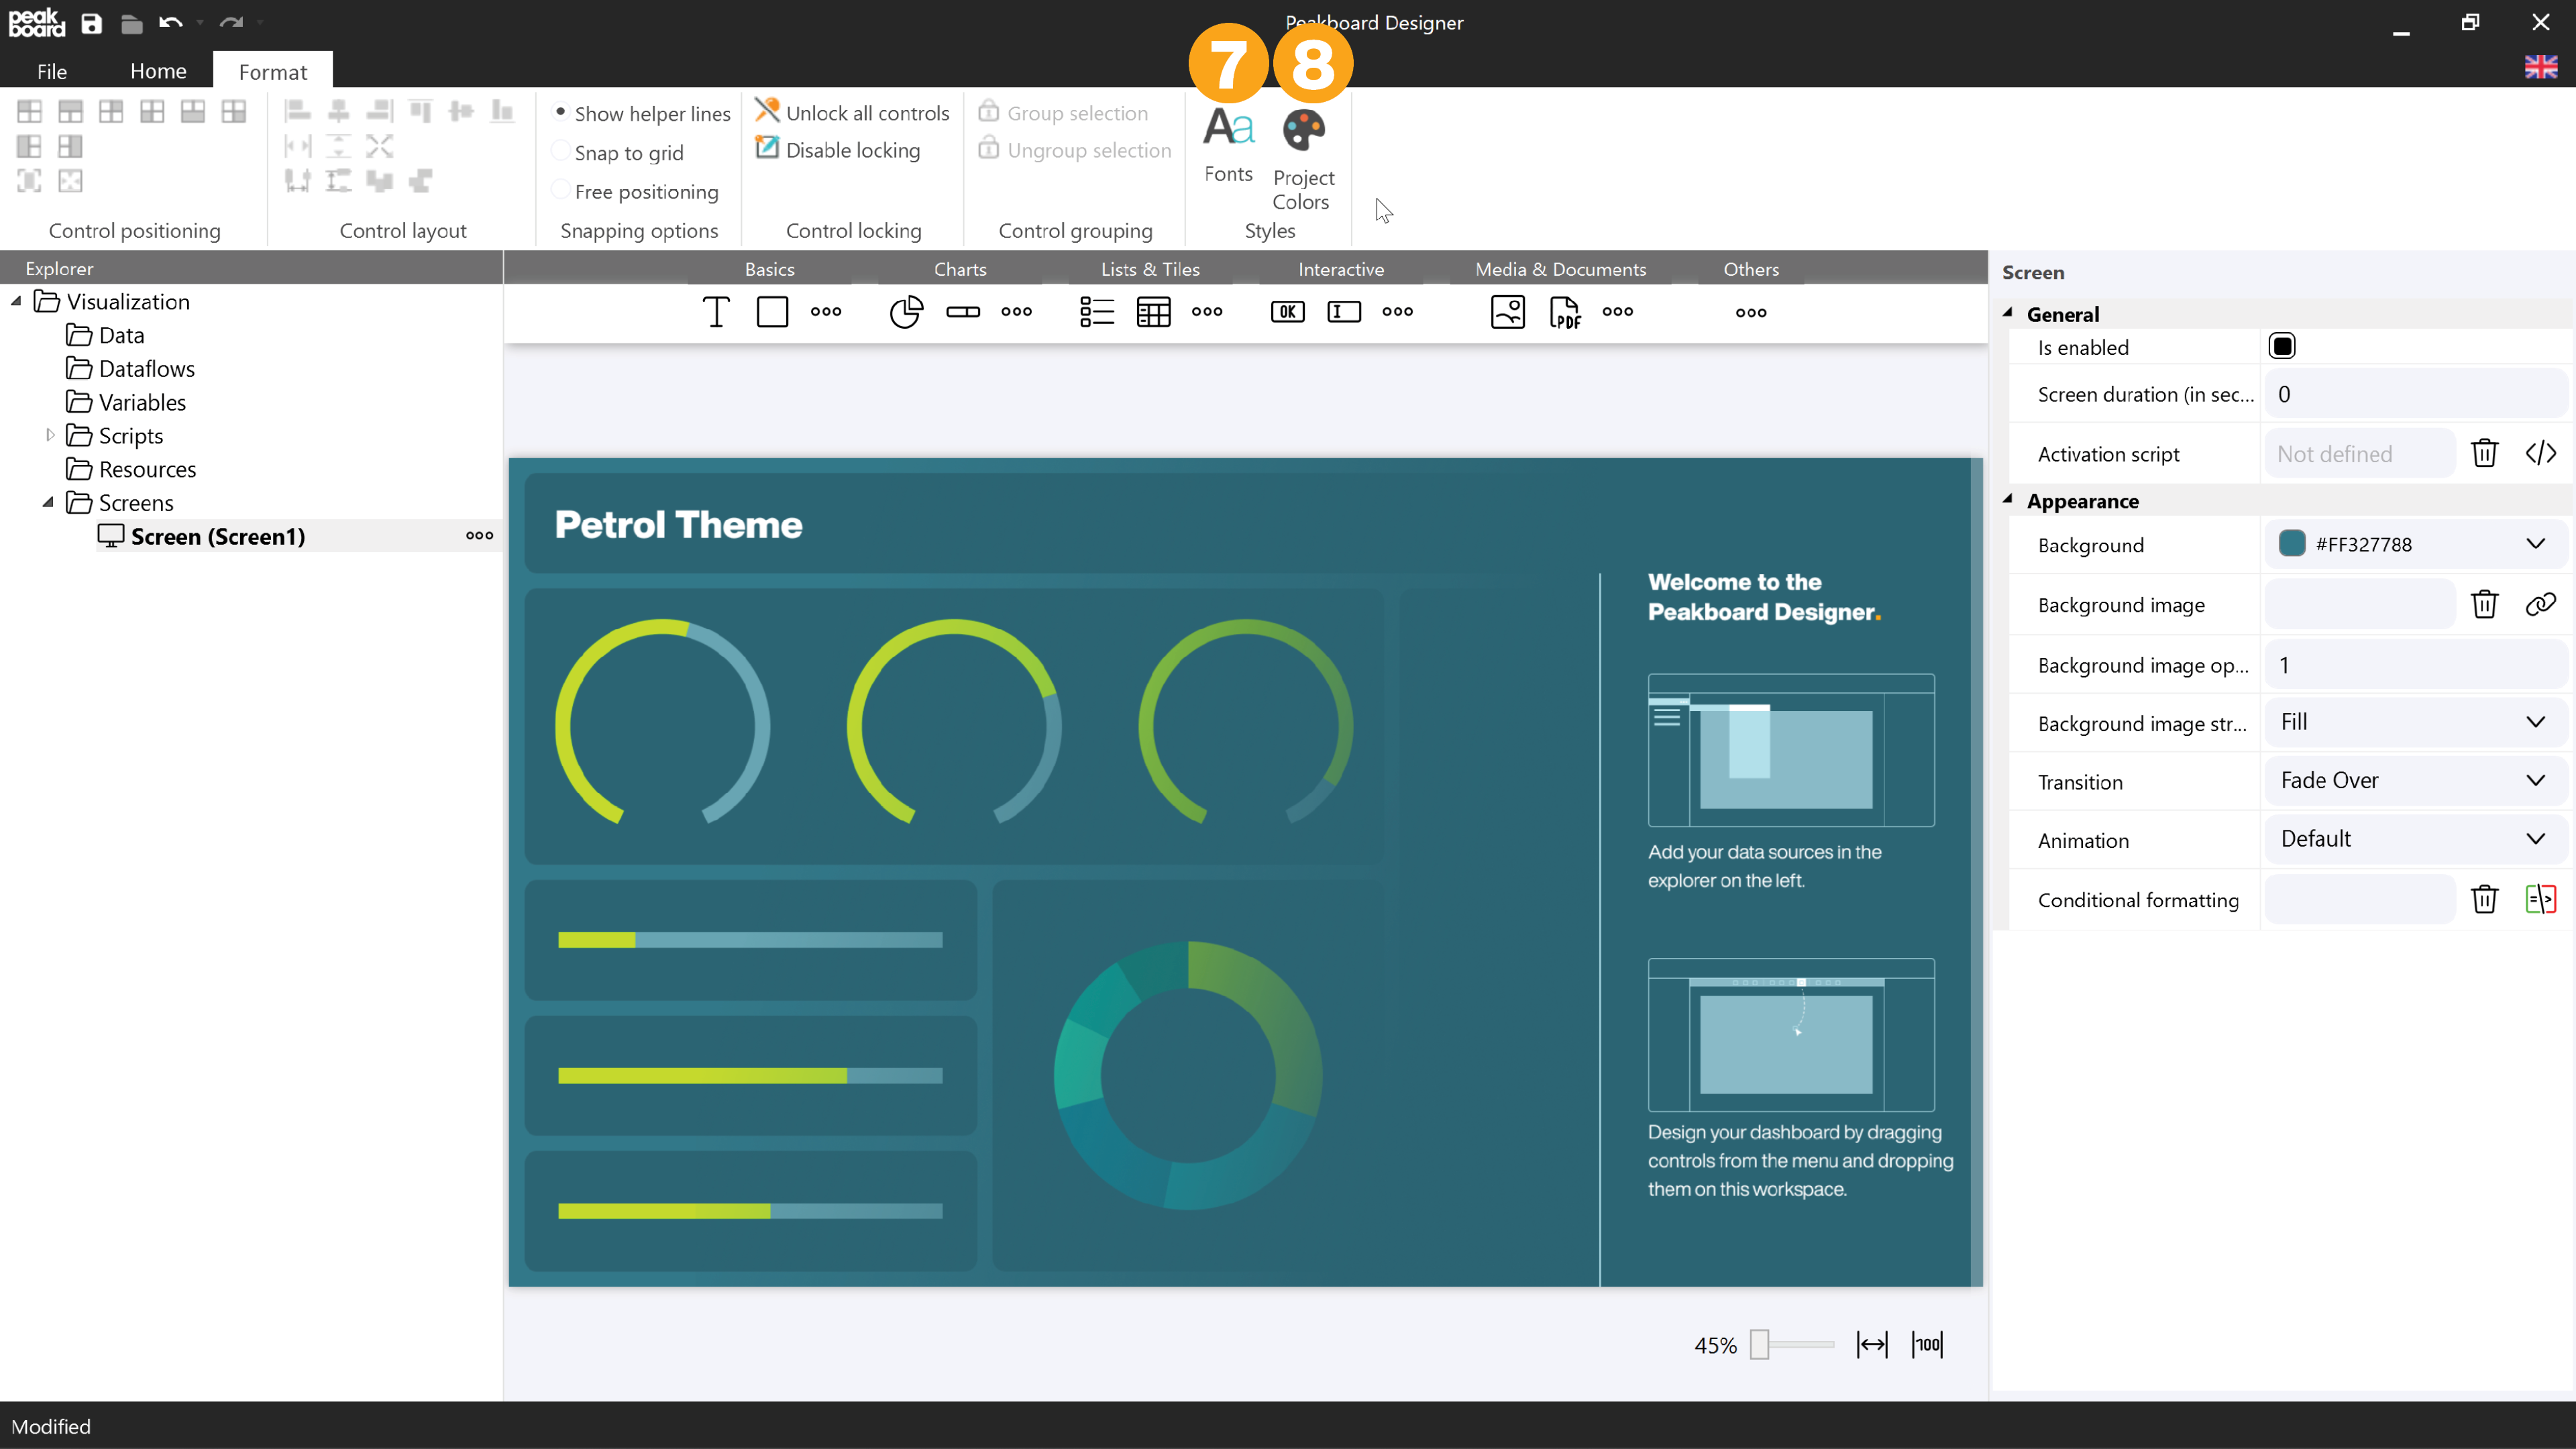 peak
board
Peakboard Designer
7
8
File
Home
Format
Show helper lines
Snap to grid
Free positioning
Unlock all controls
Disable locking
Group selection
Ungroup selection
Aa
Fonts
Project
Colors
Control positioning
Control layout
Snapping options
Control locking
Control grouping
Styles
Explorer
Basics
Charts
Lists & Tiles
Interactive
Media & Documents
Others
OK
PDF
Visualization
Data
Dataflows
Variables
Scripts
Resources
Screens
Screen (Screen1)
Petrol Theme
Welcome to the
Peakboard Designer.
Add your data sources in the
explorer on the left.
Design your dashboard by dragging
controls from the menu and dropping
them on this workspace.
45%
100
Screen
General
Is enabled
Screen duration (in sec...
0
Activation script
Not defined
Appearance
Background
#FF327788
Background image
Background image op...
1
Background image str...
Fill
Transition
Fade Over
Animation
Default
Conditional formatting
Modified